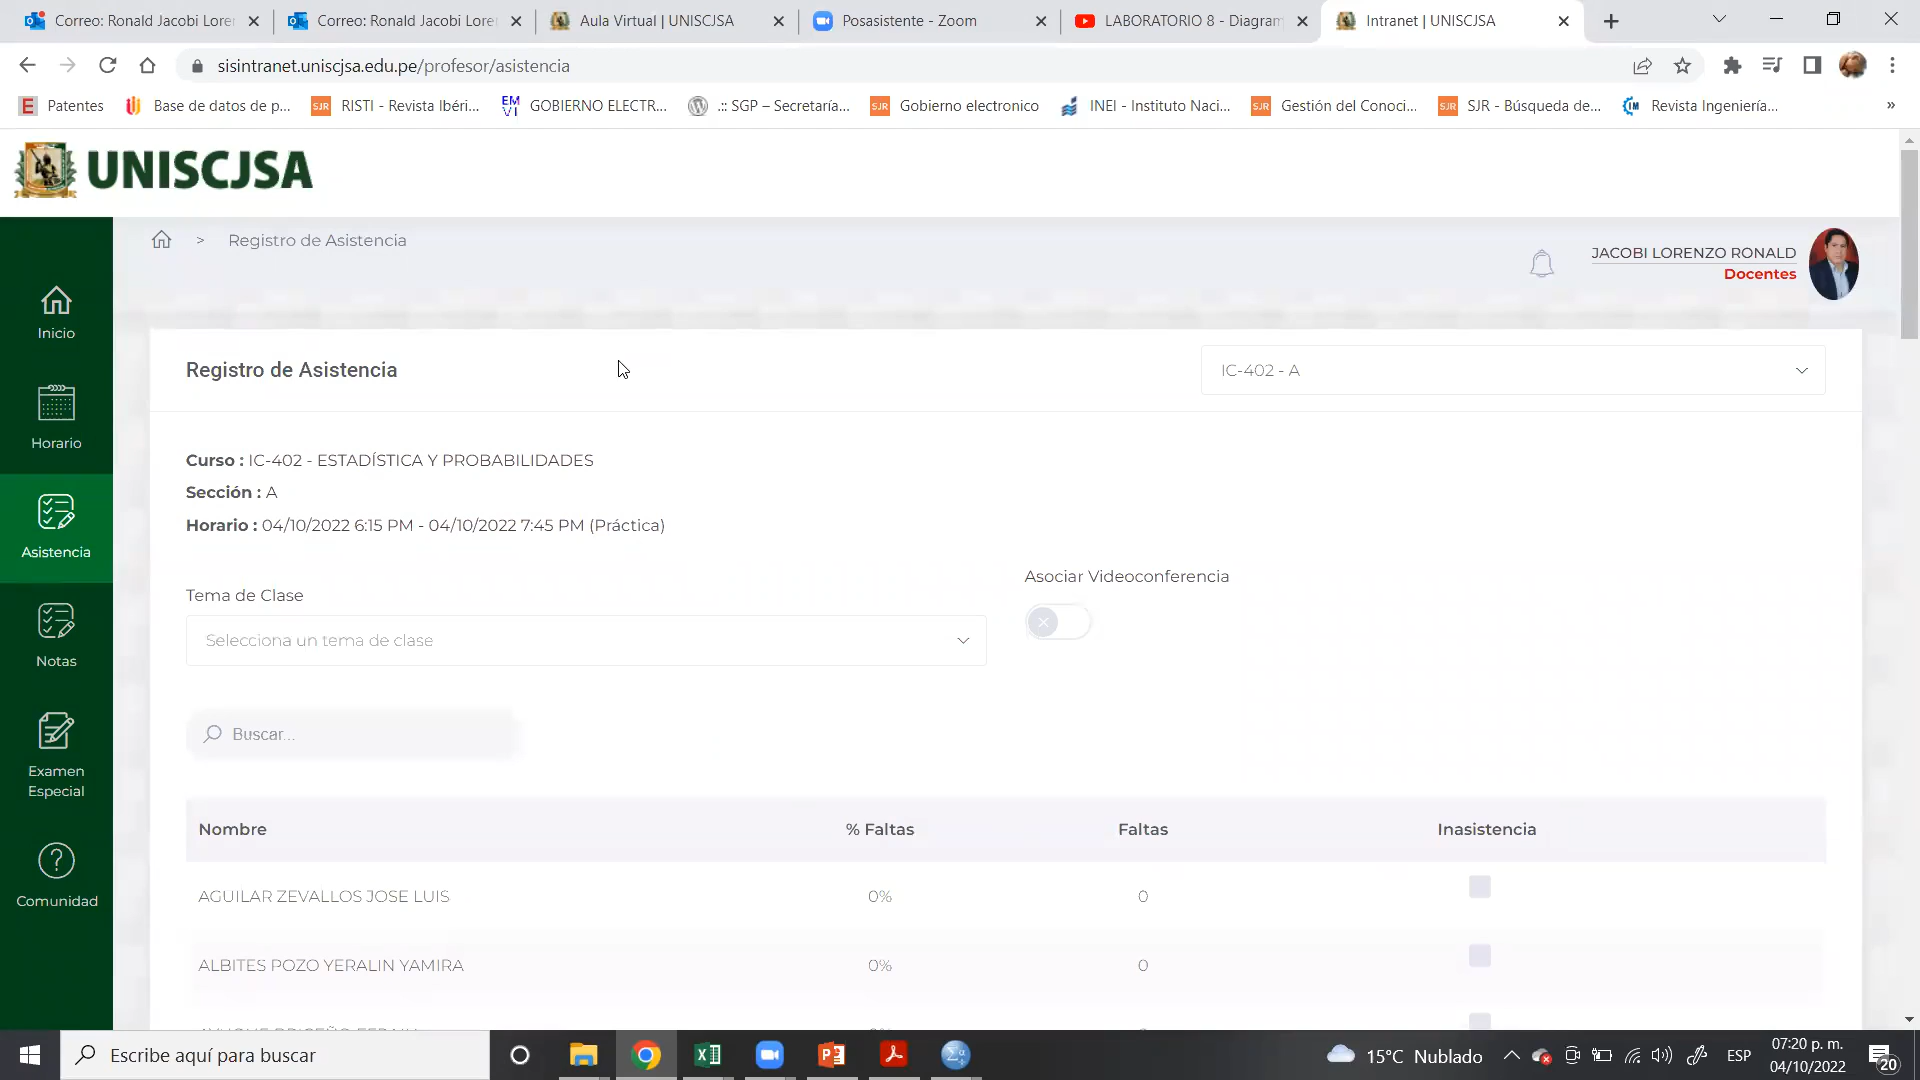 Correo: Ronald Jacobi Loren
Correo: Ronald Jacobi Loren
Aula Virtual | UNISCJSA
Posasistente - Zoom
LABORATORIO 8 - Diagram
Intranet | UNISCJSA
sisintranet.uniscjsa.edu.pe/profesor/asistencia
Patentes
Base de datos de p...
RISTI - Revista Ibéri...
GOBIERNO ELECTR...
.:: SGP – Secretaría...
Gobierno electronico
INEI - Instituto Naci...
Gestión del Conoci...
SJR - Búsqueda de...
Revista Ingeniería...
»
UNISCJSA
> Registro de Asistencia
JACOBI LORENZO RONALD
Docentes
Inicio
Horario
Asistencia
Notas
Examen
Especial
Comunidad
Registro de Asistencia
IC-402 - A
Curso : IC-402 - ESTADÍSTICA Y PROBABILIDADES
Sección : A
Horario : 04/10/2022 6:15 PM - 04/10/2022 7:45 PM (Práctica)
Tema de Clase
Asociar Videoconferencia
Selecciona un tema de clase
Buscar...
Nombre % Faltas Faltas Inasistencia
AGUILAR ZEVALLOS JOSE LUIS 0% 0
ALBITES POZO YERALIN YAMIRA 0% 0
Escribe aquí para buscar
15°C Nublado
ESP
07:20 p. m.
04/10/2022
20